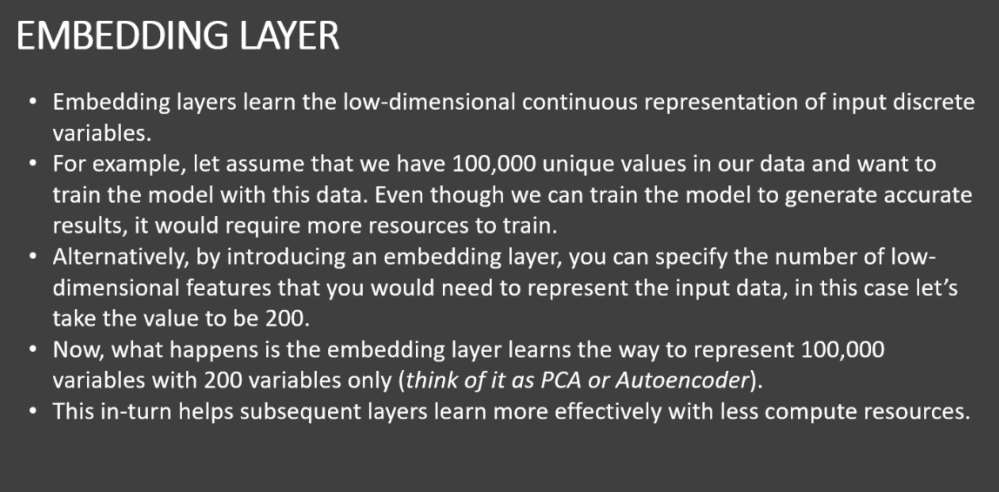 EMBEDDING LAYER
• Embedding layers learn the low-dimensional continuous representation of input discrete
variables.
• For example, let assume that we have 100,000 unique values in our data and want to
train the model with this data. Even though we can train the model to generate accurate
results, it would require more resources to train.
• Alternatively, by introducing an embedding layer, you can specify the number of low-
dimensional features that you would need to represent the input data, in this case let’s
take the value to be 200.
• Now, what happens is the embedding layer learns the way to represent 100,000
variables with 200 variables only (think of it as PCA or Autoencoder).
• This in-turn helps subsequent layers learn more effectively with less compute resources.